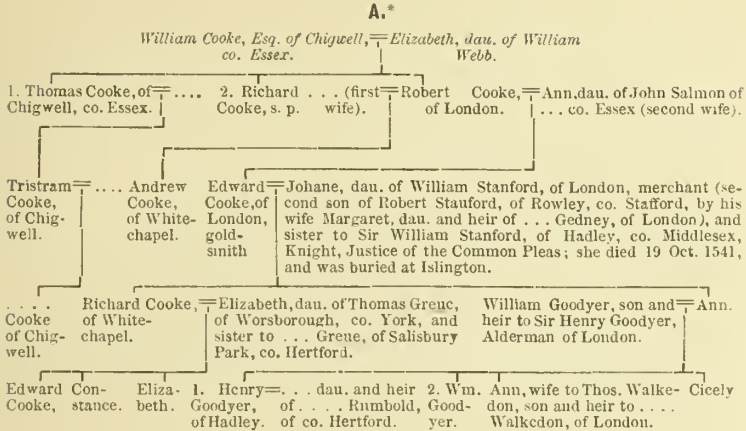 A.*
William Cooke, Esq. of Chigwell,=Elizabeth, dau. of William
co. Essex. Webb.
1. Thomas Cooke, of=.... 2. Richard ... (first=Robert Cooke,=Ann, dau. of John Salmon of
Chigwell, co. Essex. Cooke, s. p. wife). of London. ... co. Essex (second wife).
Tristram=.... Andrew Edward=Johane, dau. of William Stanford, of London, merchant (se-
Cooke, Cooke, Cooke, of cond son of Robert Stauford, of Rowley, co. Stafford, by his
of Chig- of White- London, wife Margaret, dau. and heir of ... Gedney, of London), and
well. chapel. gold- sister to Sir William Stanford, of Hadley, co. Middlesex,
smith Knight, Justice of the Common Pleas; she died 19 Oct. 1541,
and was buried at Islington.
.... Richard Cooke,=Elizabeth, dau. of Thomas Greuc, William Goodyer, son and=Ann.
Cooke of White- of Worsborough, co. York, and heir to Sir Henry Goodyer,
of Chig- chapel. sister to ... Greue, of Salisbury Alderman of London.
well. Park, co. Hertford.
Edward Con- Eliza- 1. Henry=... dau. and heir 2. Wm. Ann, wife to Thos. Walke- Cicely
Cooke, stance. beth. Goodyer, of .... Rumbold, Good- don, son and heir to ....
of Hadley. of co. Hertford. yer. Walkedon, of London.